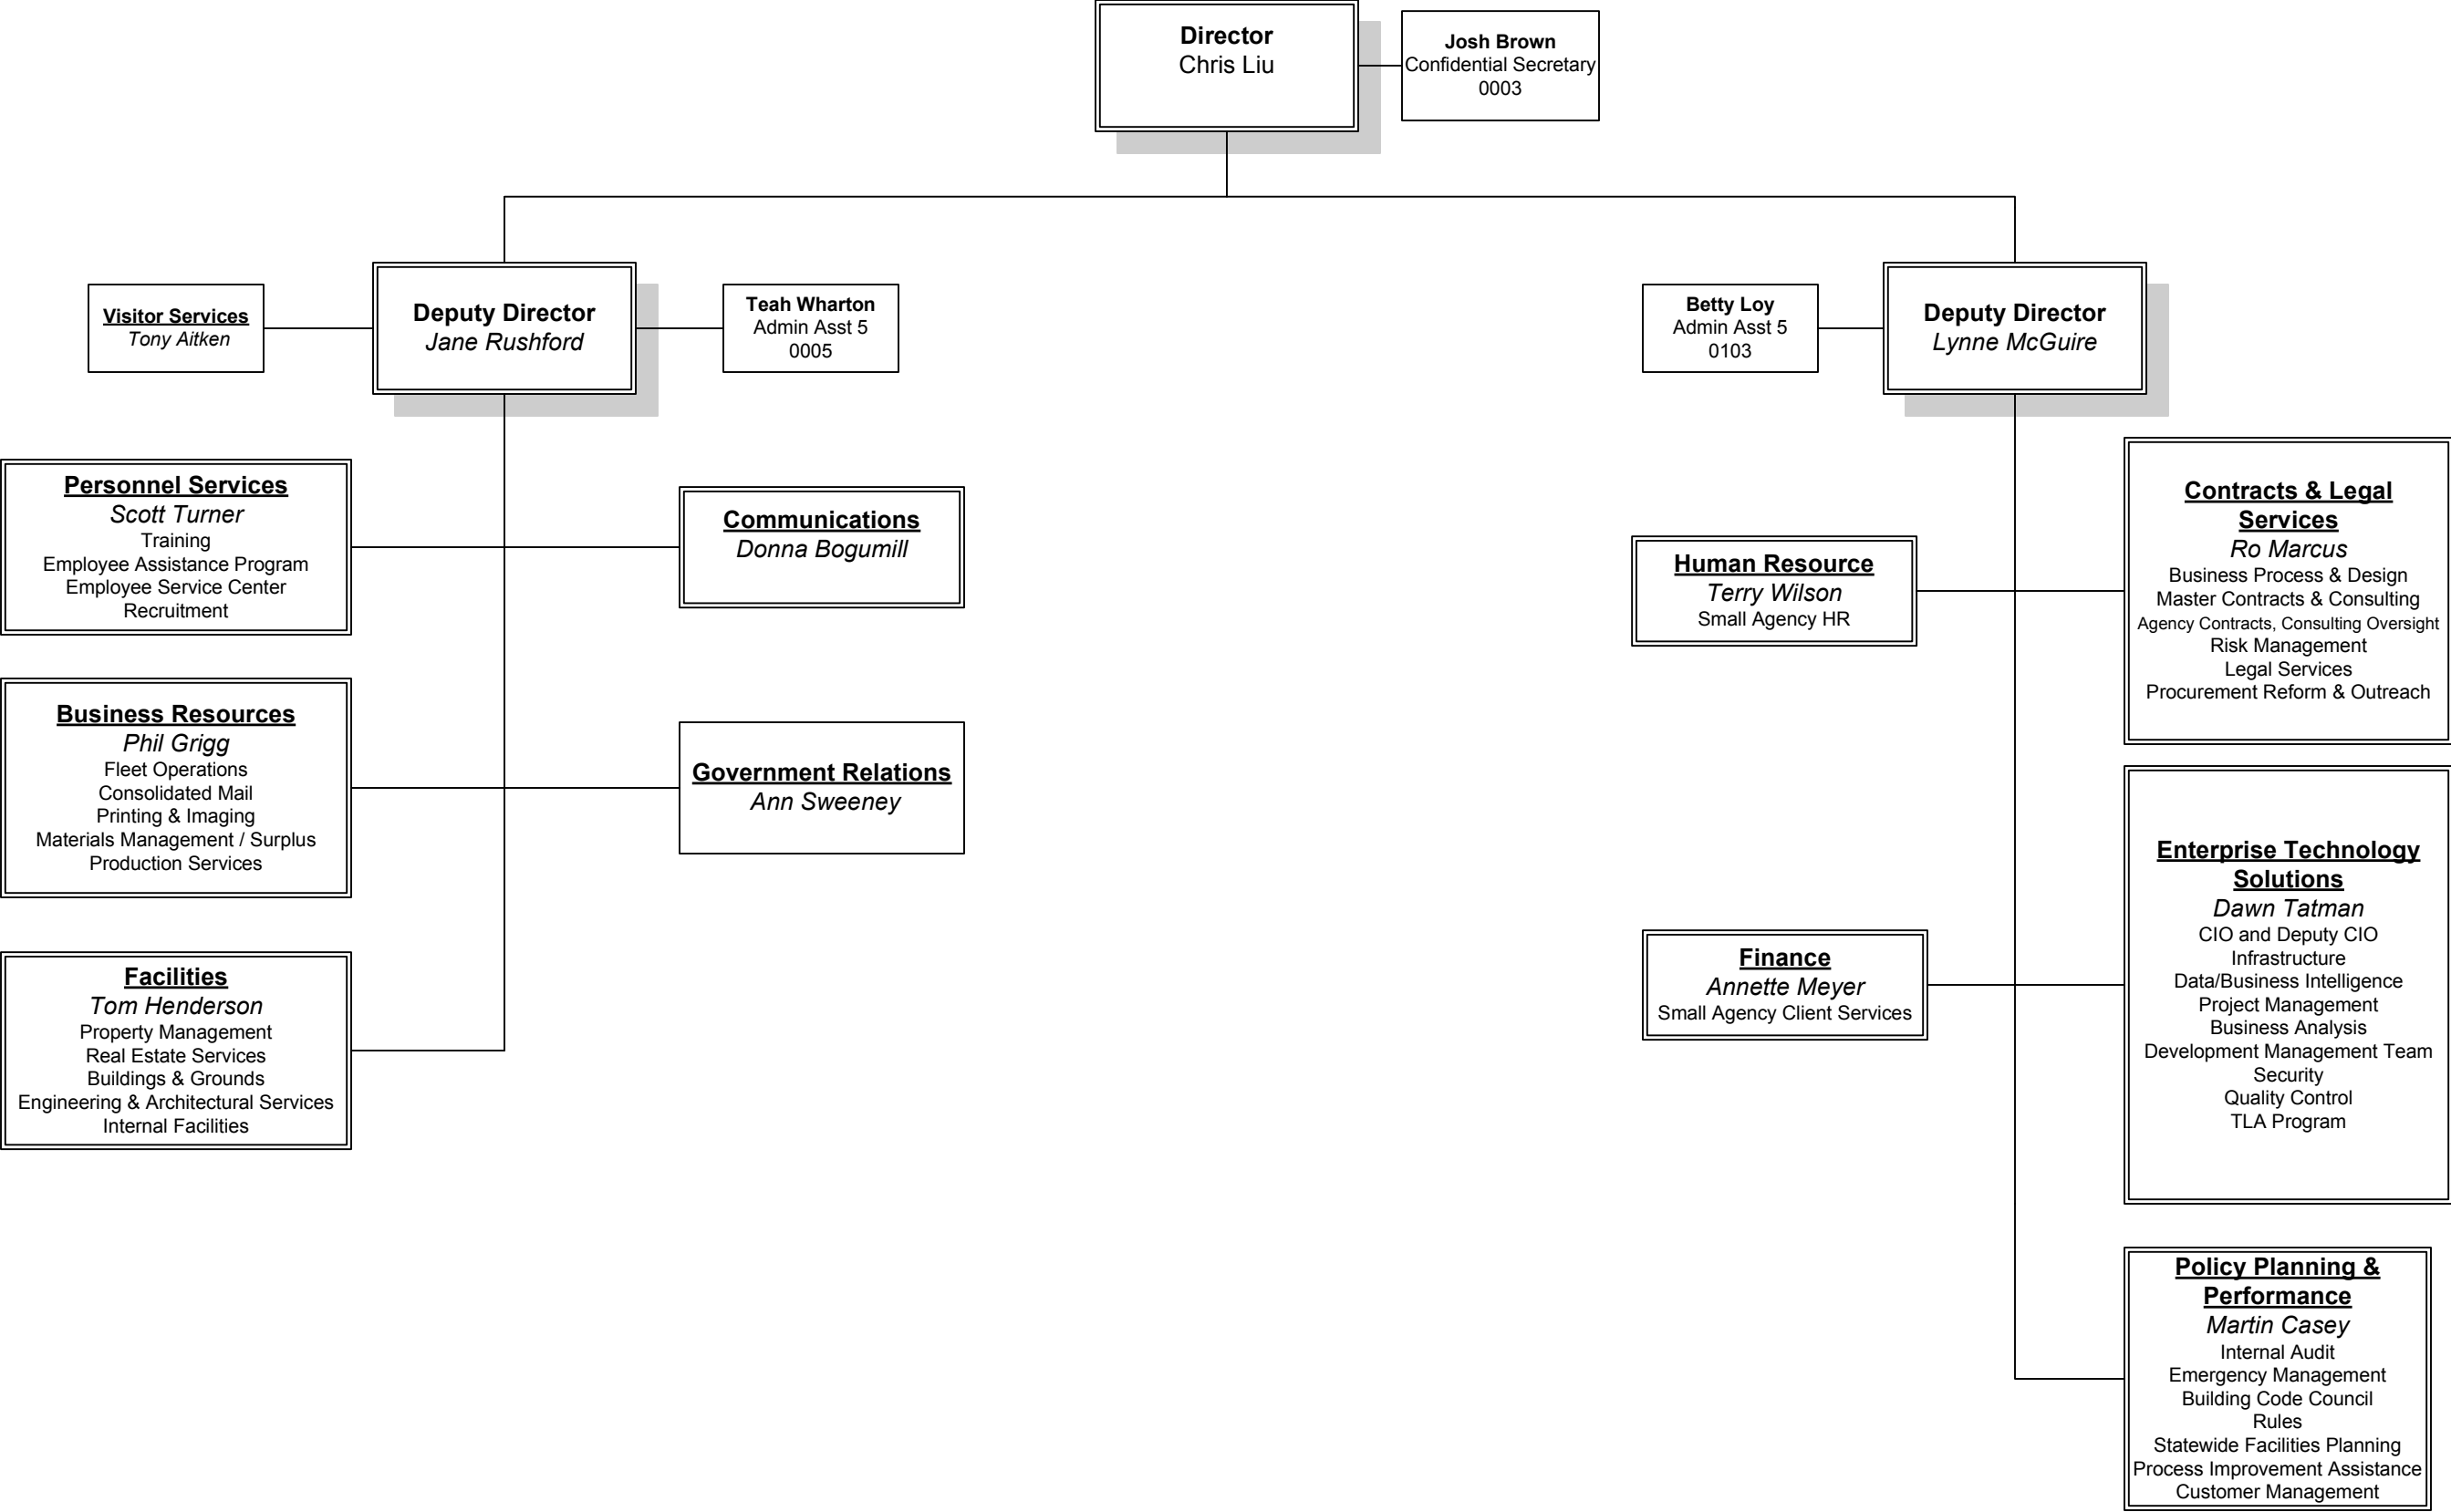 Director
Chris Liu
Josh Brown
Confidential Secretary
0003
Visitor Services
Tony Aitken
Deputy Director
Jane Rushford
Teah Wharton
Admin Asst 5
0005
Betty Loy
Admin Asst 5
0103
Deputy Director
Lynne McGuire
Personnel Services
Scott Turner
Training
Employee Assistance Program
Employee Service Center
Recruitment
Communications
Donna Bogumill
Business Resources
Phil Grigg
Fleet Operations
Consolidated Mail
Printing & Imaging
Materials Management / Surplus
Production Services
Government Relations
Ann Sweeney
Facilities
Tom Henderson
Property Management
Real Estate Services
Buildings & Grounds
Engineering & Architectural Services
Internal Facilities
Human Resource
Terry Wilson
Small Agency HR
Contracts & Legal
Services
Ro Marcus
Business Process & Design
Master Contracts & Consulting
Agency Contracts, Consulting Oversight
Risk Management
Legal Services
Procurement Reform & Outreach
Finance
Annette Meyer
Small Agency Client Services
Enterprise Technology
Solutions
Dawn Tatman
CIO and Deputy CIO
Infrastructure
Data/Business Intelligence
Project Management
Business Analysis
Development Management Team
Security
Quality Control
TLA Program
Policy Planning &
Performance
Martin Casey
Internal Audit
Emergency Management
Building Code Council
Rules
Statewide Facilities Planning
Process Improvement Assistance
Customer Management